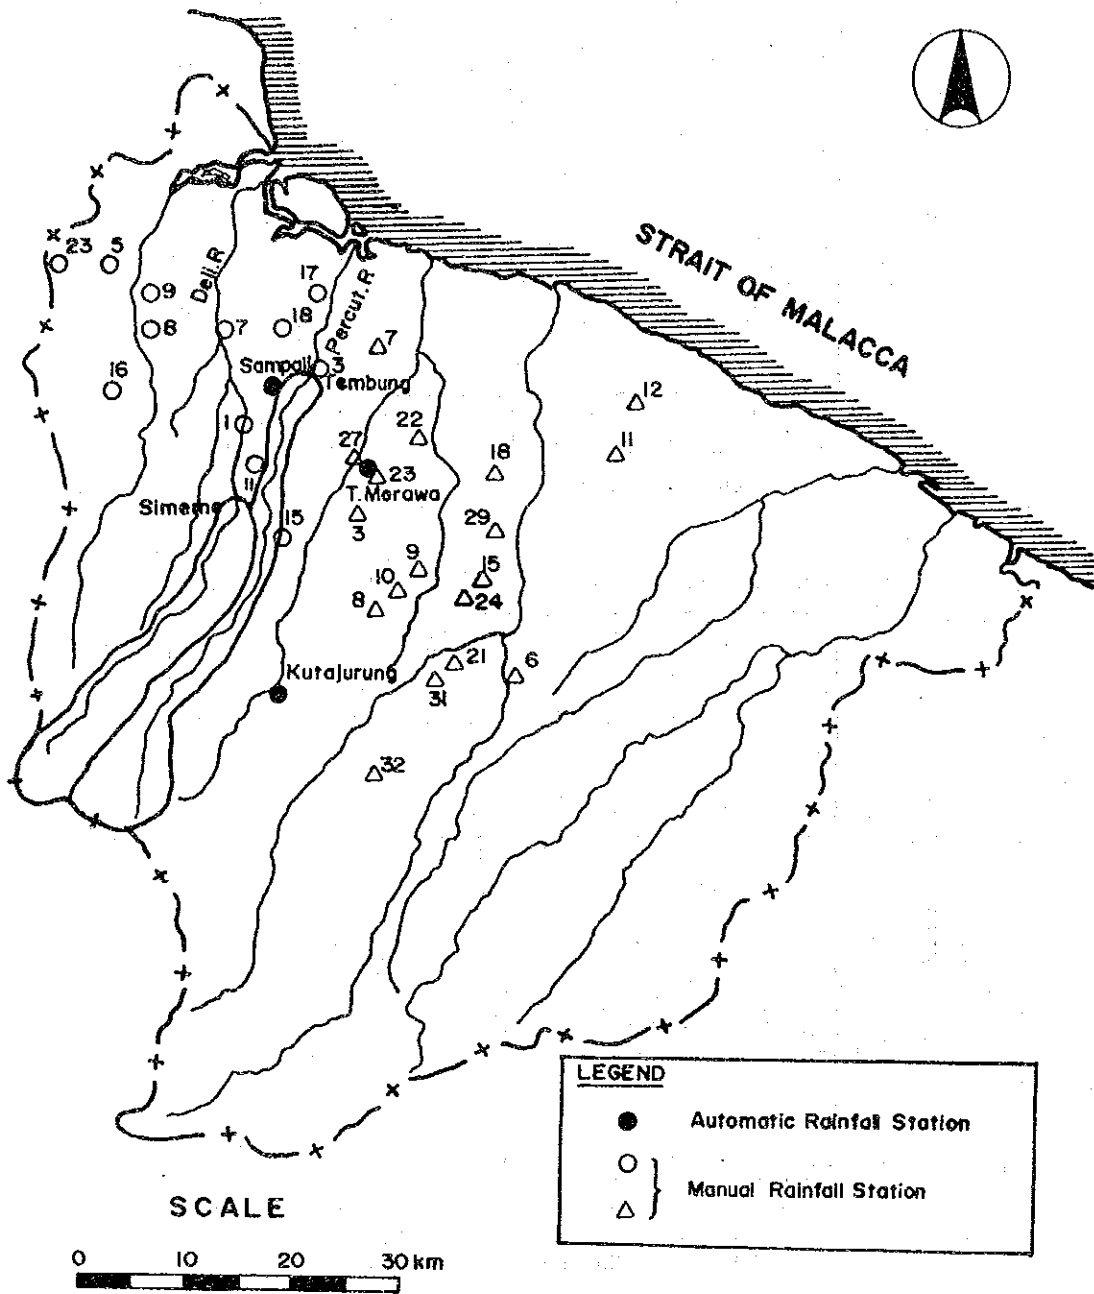 STRAIT OF MALACCA
23
5
9
8
Deli.R
17
18
7
Percut.R
7
16
Sampali
3
Tembung
12
1
22
11
27
18
11
23
T.Morawa
Simeme
15
3
29
9
15
10
8
24
Kutajurung
21
6
31
32
LEGEND
Automatic Rainfall Station
Manual Rainfall Station
SCALE
0 10 20 30 km